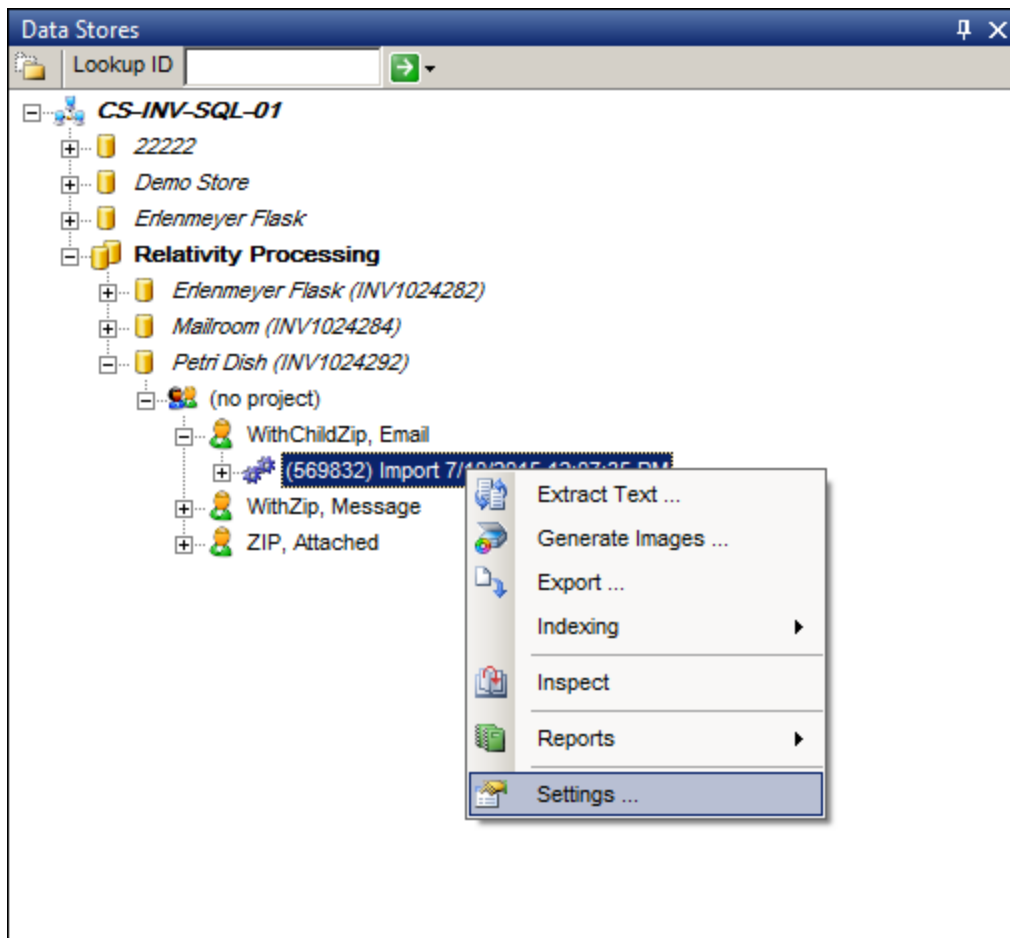 Data Stores
Lookup ID
CS-INV-SQL-01
22222
Demo Store
Erlenmeyer Flask
Relativity Processing
Erlenmeyer Flask (INV1024282)
Mailroom (INV1024284)
Petri Dish (INV1024292)
(no project)
WithChildZip, Email
(569832) Import
WithZip, Message
ZIP, Attached
Extract Text ...
Generate Images ...
Export ...
Indexing
Inspect
Reports
Settings ...